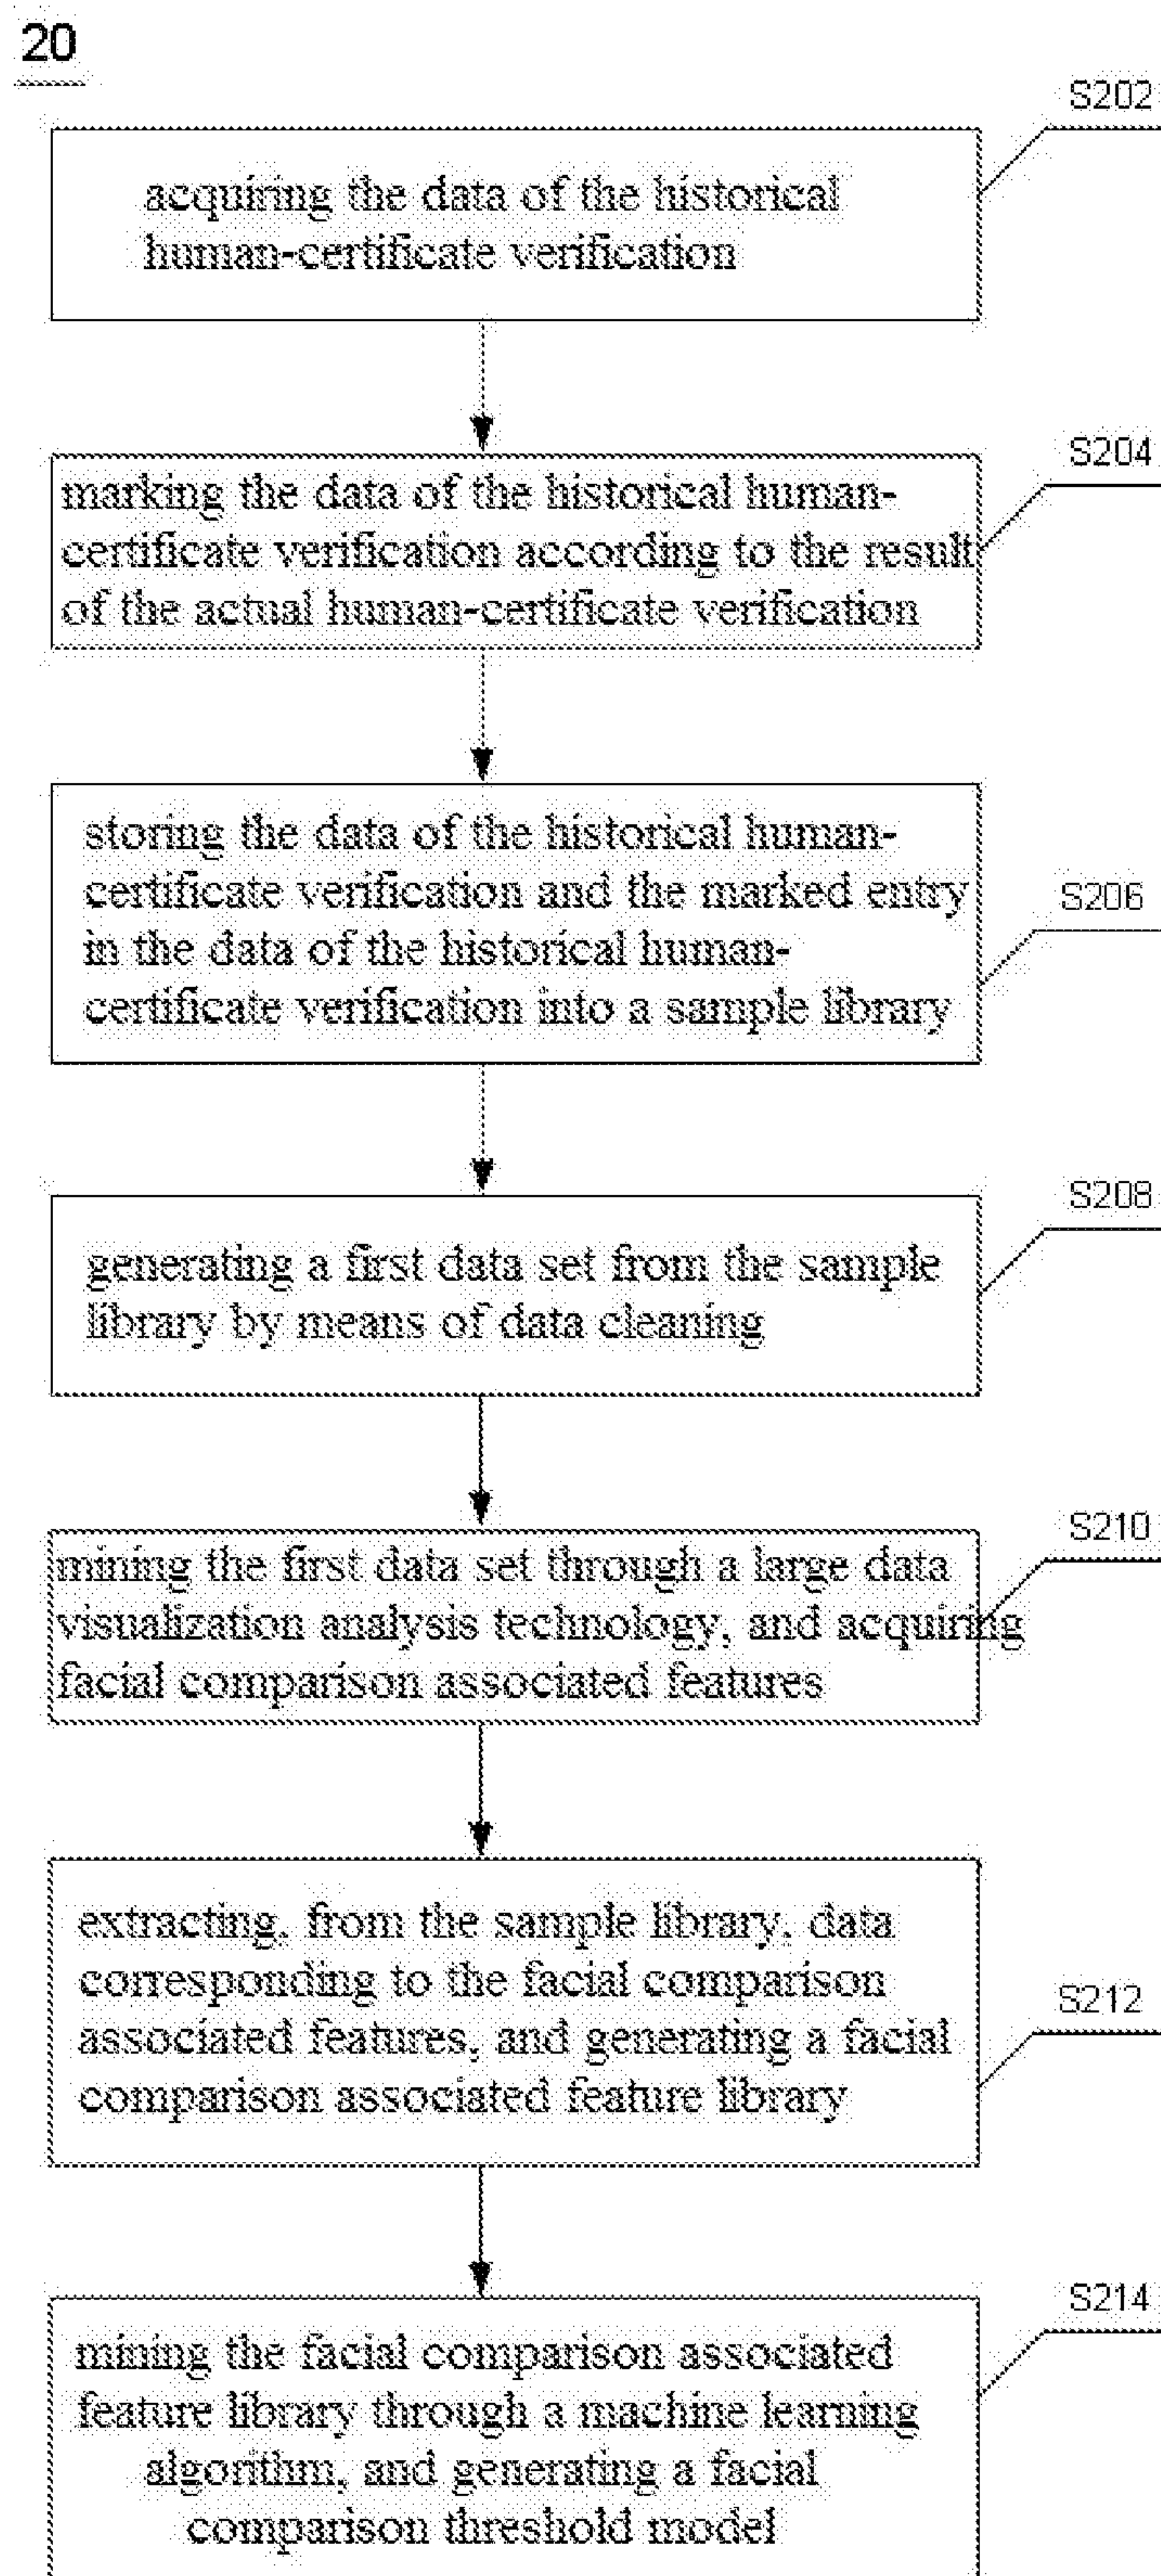 20
S202
acquiring the data of the historical
human-certificate verification
S204
marking the data of the historical human-
certificate verification according to the result
of the actual human-certificate verification
storing the data of the historical human-
certificate verification and the marked entry
S206
in the data of the historical human-
certificate verification into a sample library
S208
generating a first data set from the sample
library by means of data cleaning
S210
mining the first data set through a large data
visualization analysis technology, and acquiring
facial comparison associated features
extracting, from the sample library, data
corresponding to the facial comparison
S212
associated features, and generating a facial
comparison associated feature library
S214
mining the facial comparison associated
feature library through a machine learning
algorithm, and generating a facial
comparison threshold model